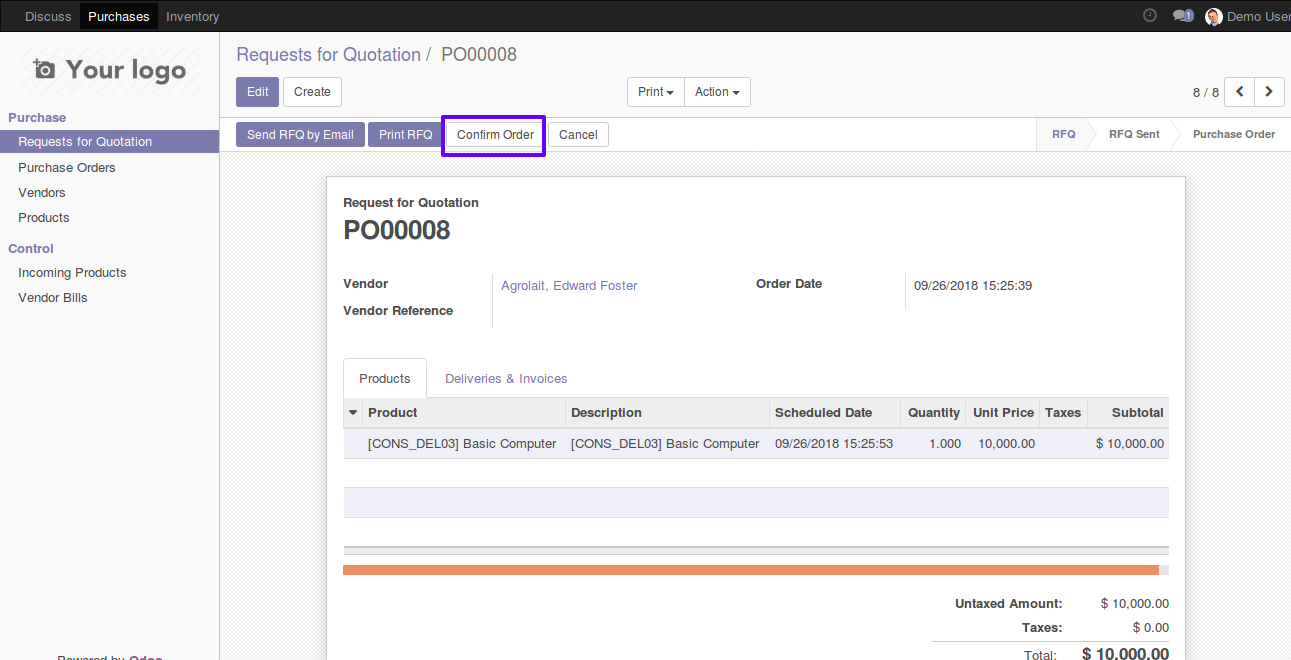 Discuss Purchases Inventory 1 Demo User
Your logo
Purchase
Requests for Quotation
Purchase Orders
Vendors
Products
Control
Incoming Products
Vendor Bills
Powered by Odoo
Requests for Quotation / PO00008
Edit Create Print Action 8 / 8
Send RFQ by Email Print RFQ Confirm Order Cancel RFQ RFQ Sent Purchase Order
Request for Quotation
PO00008
Vendor Agrolait, Edward Foster Order Date 09/26/2018 15:25:39
Vendor Reference
Products Deliveries & Invoices
Product Description Scheduled Date Quantity Unit Price Taxes Subtotal
[CONS_DEL03] Basic Computer [CONS_DEL03] Basic Computer 09/26/2018 15:25:53 1.000 10,000.00 $ 10,000.00
Untaxed Amount: $ 10,000.00
Taxes: $ 0.00
Total: $ 10,000.00